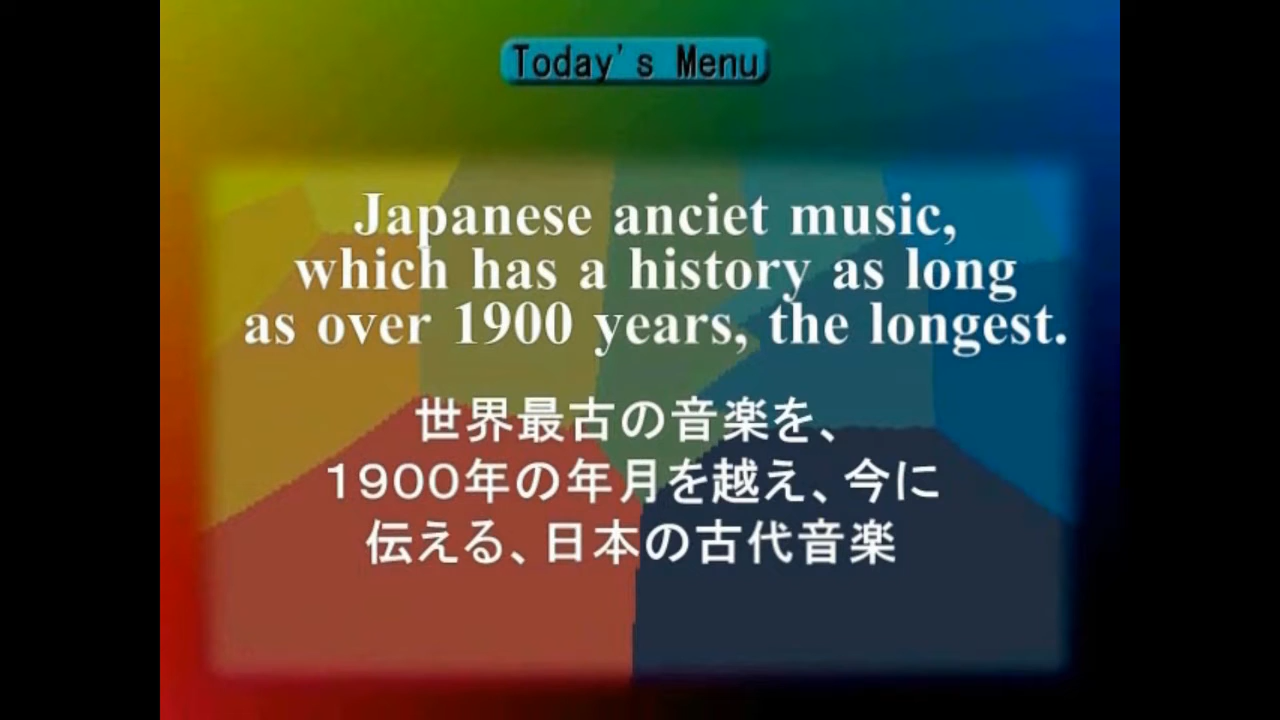 Today's Menu
Japanese anciet music,
which has a history as long
as over 1900 years, the longest.
世界最古の音楽を、
１９００年の年月を越え、今に
伝える、日本の古代音楽